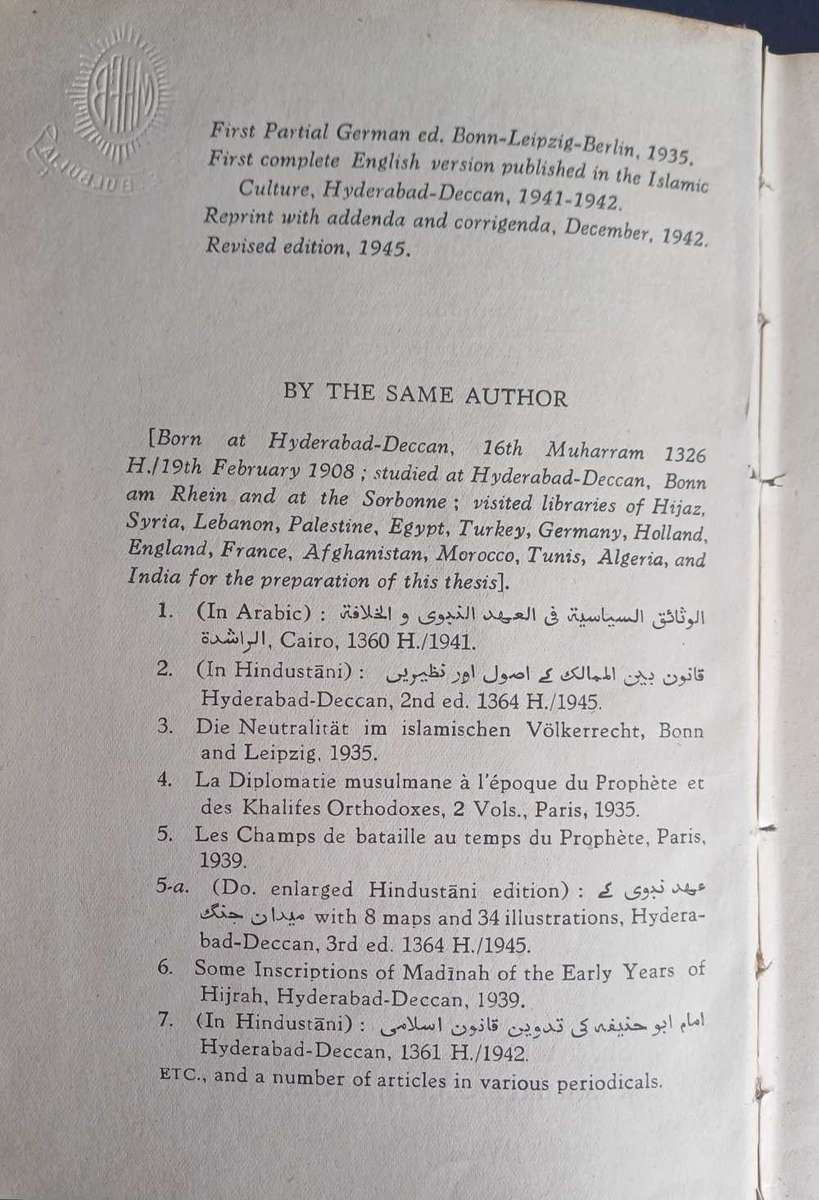 First Partial German ed. Bonn-Leipzig-Berlin, 1935.
First complete English version published in the Islamic
Culture, Hyderabad-Deccan, 1941-1942.
Reprint with addenda and corrigenda, December, 1942.
Revised edition, 1945.
BY THE SAME AUTHOR
[Born at Hyderabad-Deccan, 16th Muharram 1326
H./19th February 1908 ; studied at Hyderabad-Deccan, Bonn
am Rhein and at the Sorbonne ; visited libraries of Hijaz,
Syria, Lebanon, Palestine, Egypt, Turkey, Germany, Holland,
England, France, Afghanistan, Morocco, Tunis, Algeria, and
India for the preparation of this thesis].
1. (In Arabic) : الوثائق السياسية فى العهد النبوى و الخلافة
الراشدة, Cairo, 1360 H./1941.
2. (In Hindustāni) : قانون بين الممالک کے اصول اور نظیریں
Hyderabad-Deccan, 2nd ed. 1364 H./1945.
3. Die Neutralität im islamischen Völkerrecht, Bonn
and Leipzig, 1935.
4. La Diplomatie musulmane à l'époque du Prophète et
des Khalifes Orthodoxes, 2 Vols., Paris, 1935.
5. Les Champs de bataille au temps du Prophète, Paris,
1939.
5-a. (Do. enlarged Hindustāni edition) : عهد نبوی کے
میدان جنگ with 8 maps and 34 illustrations, Hydera-
bad-Deccan, 3rd ed. 1364 H./1945.
6. Some Inscriptions of Madīnah of the Early Years of
Hijrah, Hyderabad-Deccan, 1939.
7. (In Hindustāni) : امام ابو حنیفہ کی تدوین قانون اسلامی
Hyderabad-Deccan, 1361 H./1942.
ETC., and a number of articles in various periodicals.